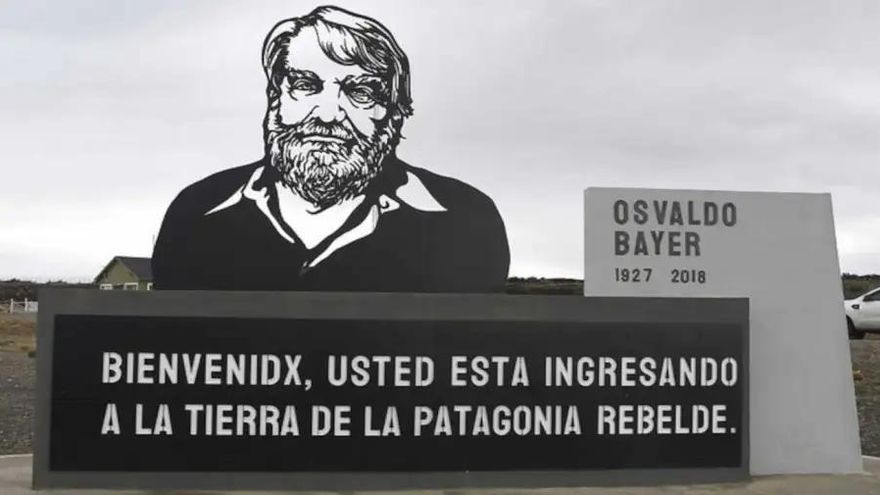 OSVALDO
BAYER
1927 2018
BIENVENIDX, USTED ESTA INGRESANDO
A LA TIERRA DE LA PATAGONIA REBELDE.